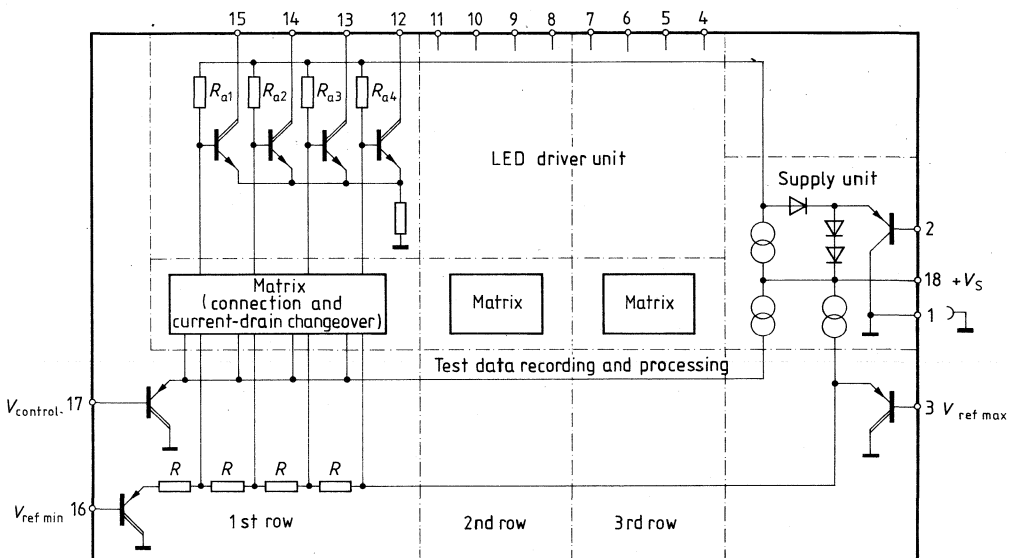 15 14 13 12 11 10 9 8 7 6 5 4
Ra1 Ra2 Ra3 Ra4
LED driver unit
Supply unit
2
Matrix
(connection and
current-drain changeover)
Matrix
Matrix
18 +VS
1
Test data recording and processing
Vcontrol- 17
3 Vref max
R R R R
Vref min 16
1st row
2nd row
3rd row